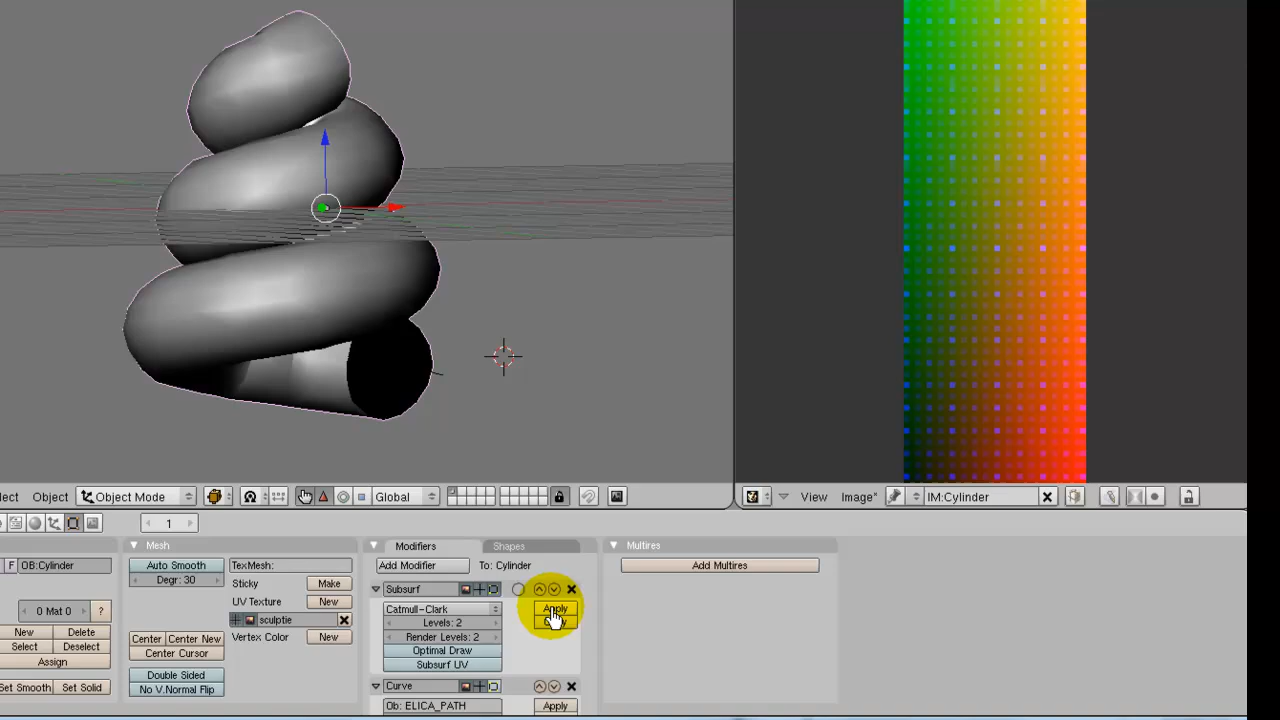 lect Object Object Mode Global View Image* IM:Cylinder
1
Mesh Modifiers Shapes Multires
F OB:Cylinder Auto Smooth TexMesh: Add Modifier To: Cylinder Add Multires
Degr: 30 Sticky Make Subsurf
0 Mat 0 ? UV Texture New Catmull-Clark Apply
sculptie Levels: 2
New Delete Center Center New Vertex Color New Render Levels: 2
Select Deselect Center Cursor Optimal Draw
Assign Subsurf UV
Double Sided
Set Smooth Set Solid No V.Normal Flip Curve
Ob: ELICA_PATH Apply